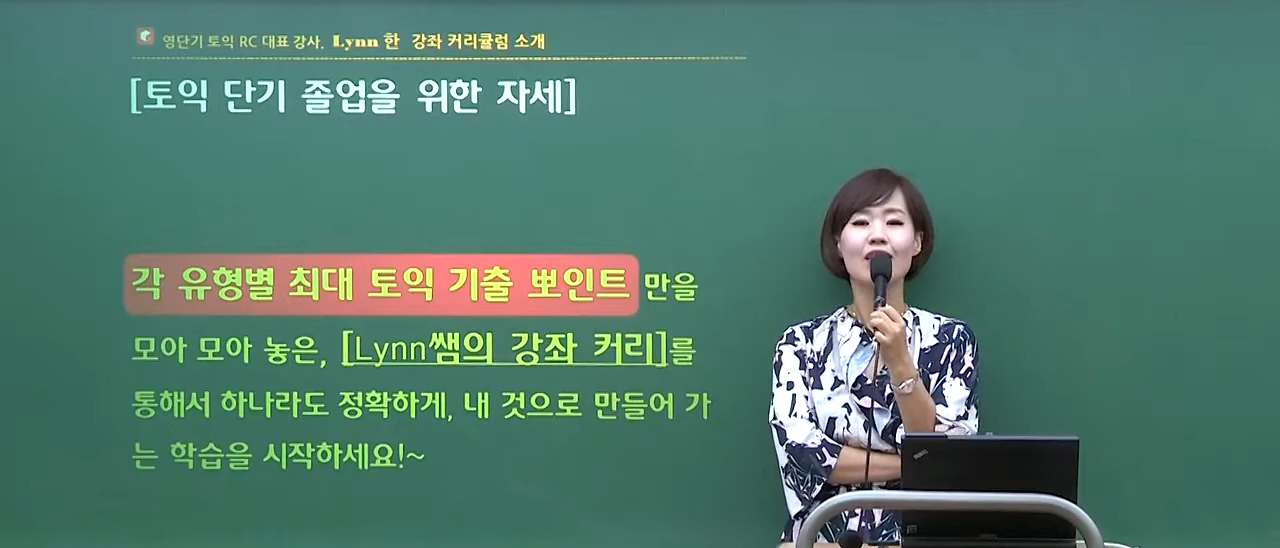 영단기 토익 RC 대표 강사, Lynn 한 강좌 커리큘럼 소개
[토익 단기 졸업을 위한 자세]
각 유형별 최대 토익 기출 뽀인트 만을
모아 모아 놓은, [Lynn쌤의 강좌 커리]를
통해서 하나라도 정확하게, 내 것으로 만들어 가
는 학습을 시작하세요!~